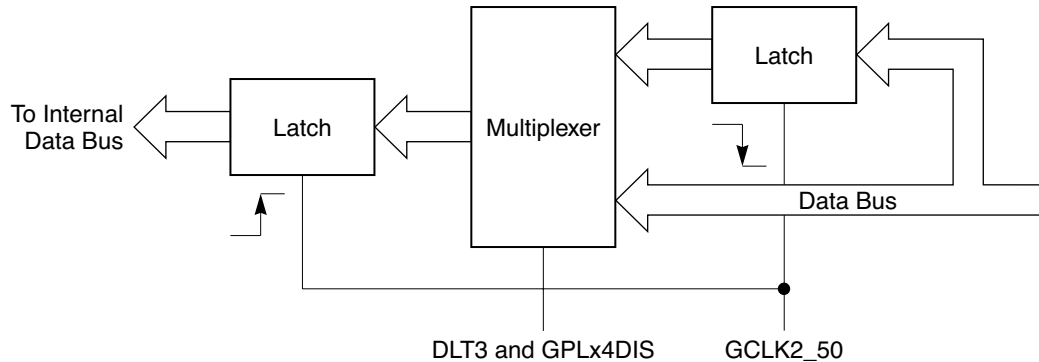 Latch
To Internal
Data Bus
Latch
Multiplexer
Data Bus
DLT3 and GPLx4DIS
GCLK2_50